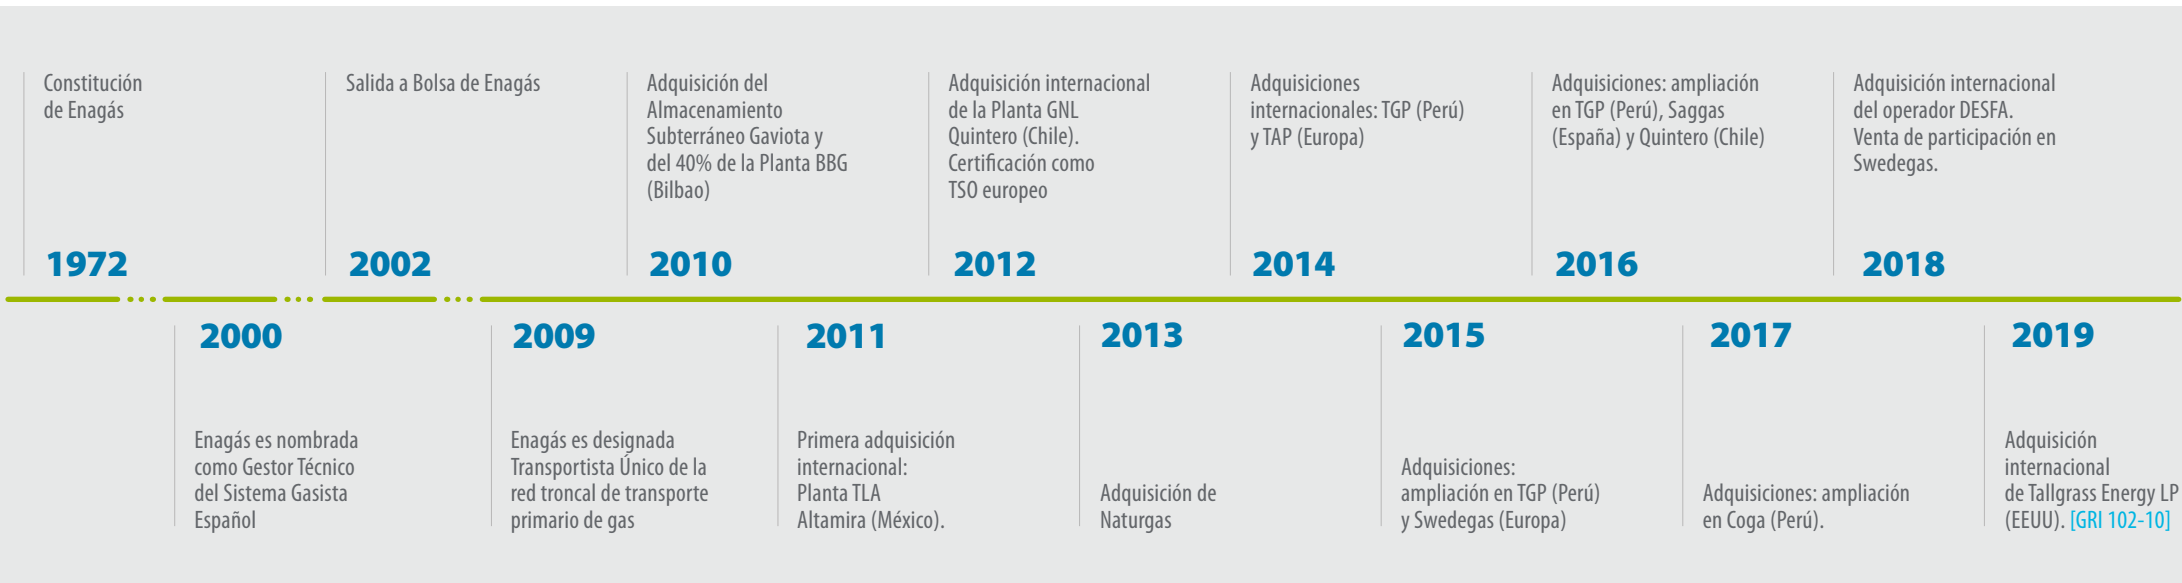 Constitución
de Enagás
1972
Salida a Bolsa de Enagás
2002
Adquisición del
Almacenamiento
Subterráneo Gaviota y
del 40% de la Planta BBG
(Bilbao)
2010
Adquisición internacional
de la Planta GNL
Quintero (Chile).
Certificación como
TSO europeo
2012
Adquisiciones
internacionales: TGP (Perú)
y TAP (Europa)
2014
Adquisiciones: ampliación
en TGP (Perú), Saggas
(España) y Quintero (Chile)
2016
Adquisición internacional
del operador DESFA.
Venta de participación en
Swedegas.
2018
2000
Enagás es nombrada
como Gestor Técnico
del Sistema Gasista
Español
2009
Enagás es designada
Transportista Único de la
red troncal de transporte
primario de gas
2011
Primera adquisición
internacional:
Planta TLA
Altamira (México).
2013
Adquisición de
Naturgas
2015
Adquisiciones:
ampliación en TGP (Perú)
y Swedegas (Europa)
2017
Adquisiciones: ampliación
en Coga (Perú).
2019
Adquisición
internacional
de Tallgrass Energy LP
(EEUU). [GRI 102-10]